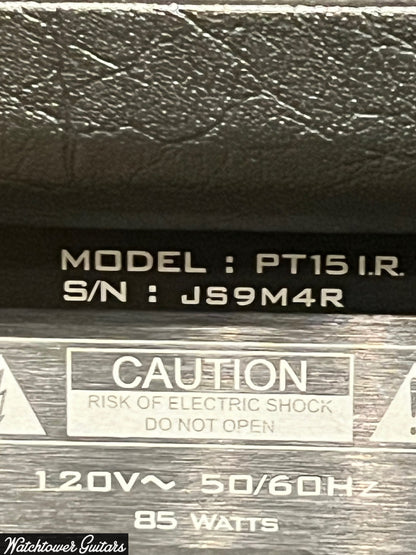 MODEL : PT15 I.R.
S/N : JS9M4R
CAUTION
RISK OF ELECTRIC SHOCK
DO NOT OPEN
120V~ 50/60Hz
85 WATTS
Watchtower Guitars